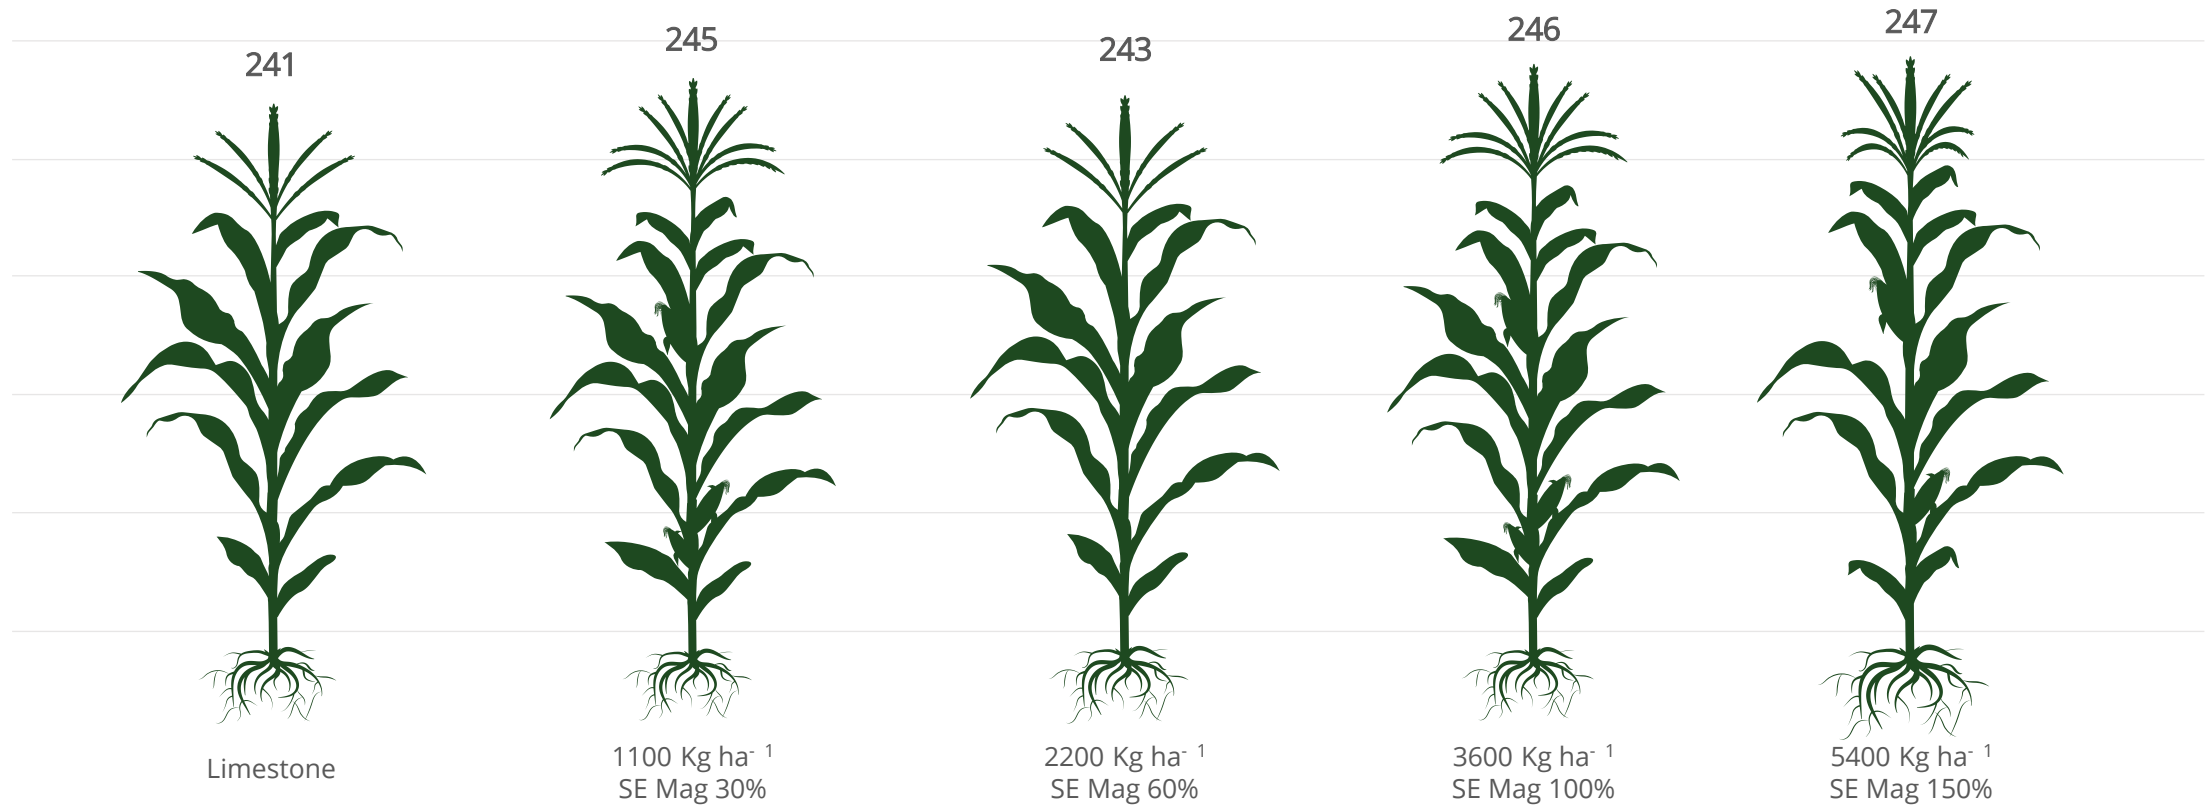 241
245
243
246
247
Limestone
1100 Kg ha- 1
SE Mag 30%
2200 Kg ha- 1
SE Mag 60%
3600 Kg ha- 1
SE Mag 100%
5400 Kg ha- 1
SE Mag 150%